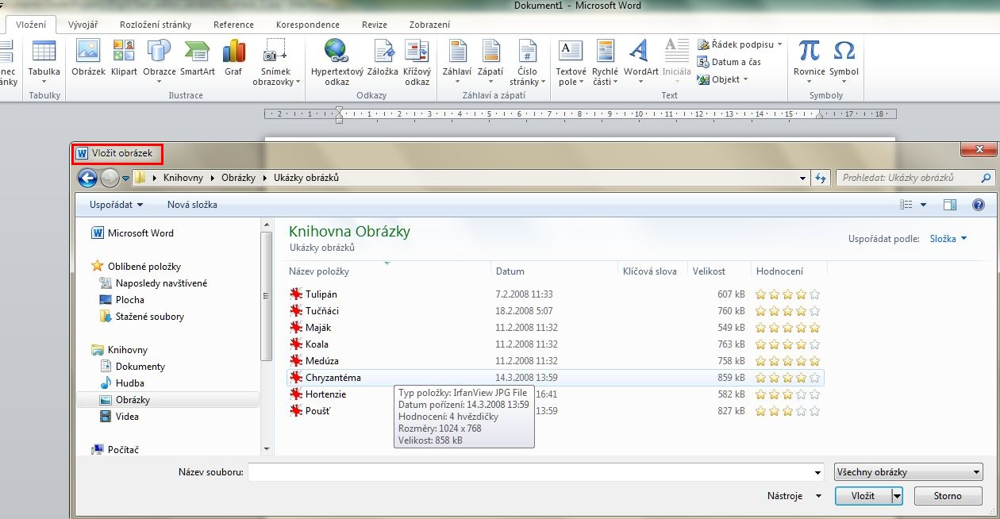 Dokument1 - Microsoft Word
Vložení Vývojář Rozložení stránky Reference Korespondence Revize Zobrazení
Tabulka Obrázek Klipart Obrazce SmartArt Graf Snímek obrazovky Hypertextový odkaz Záložka Křížový odkaz Záhlaví Zápatí Číslo stránky Textové pole Rychlé části WordArt Iniciála Řádek podpisu Datum a čas Objekt Rovnice Symbol
Tabulky Ilustrace Odkazy Záhlaví a zápatí Text Symboly
2 1 1 2 3 4 5 6 7 8 9 10 11 12 13 14 15 17 18
Vložit obrázek
Knihovny Obrázky Ukázky obrázků Prohledat: Ukázky obrázků
Uspořádat Nová složka
Microsoft Word
Oblíbené položky
Naposledy navštívené
Plocha
Stažené soubory
Knihovny
Dokumenty
Hudba
Obrázky
Videa
Počítač
Knihovna Obrázky
Ukázky obrázků
Uspořádat podle: Složka
Název položky Datum Klíčová slova Velikost Hodnocení
Tulipán 7.2.2008 11:33 607 kB
Tučňáci 18.2.2008 5:07 760 kB
Maják 11.2.2008 11:32 549 kB
Koala 11.2.2008 11:32 763 kB
Medúza 11.2.2008 11:32 758 kB
Chryzantéma 14.3.2008 13:59 859 kB
Hortenzie 16:41 582 kB
Poušť 13:59 827 kB
Typ položky: IrfanView JPG File
Datum pořízení: 14.3.2008 13:59
Hodnocení: 4 hvězdičky
Rozměry: 1024 x 768
Velikost: 858 kB
Název souboru: Všechny obrázky
Nástroje Vložit Storno